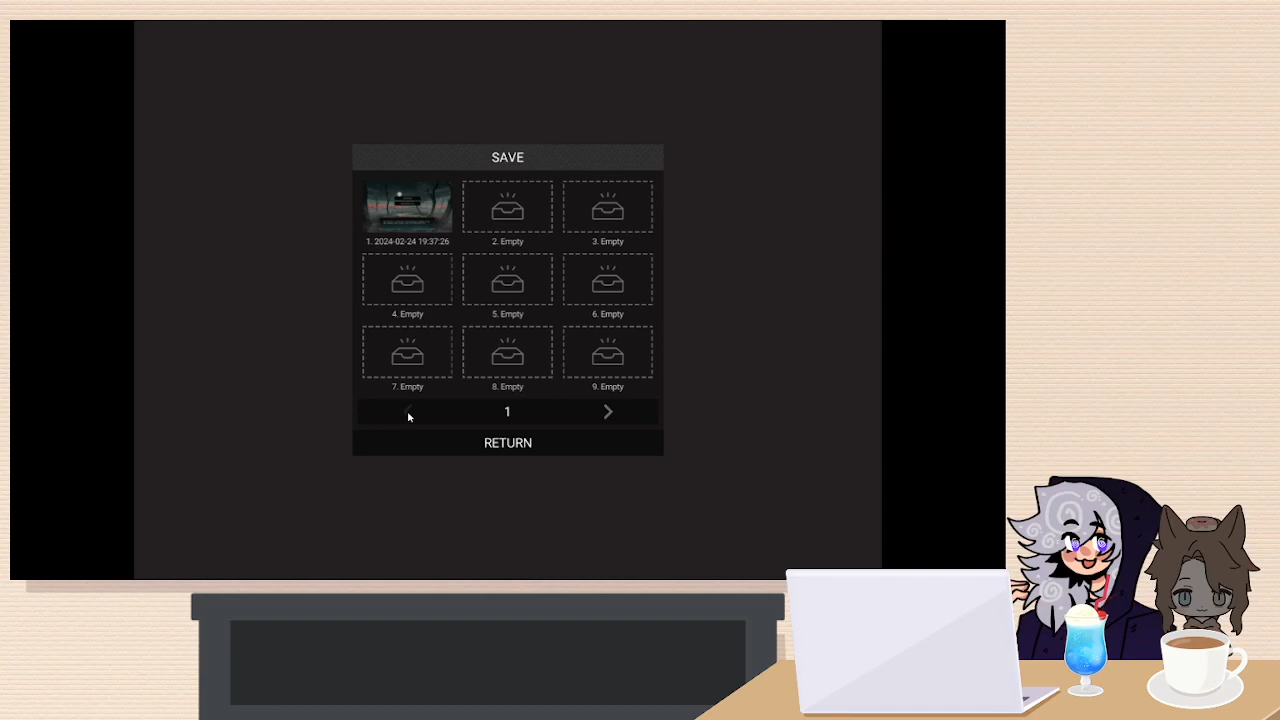 SAVE
1. 2024-02-24 19:37:26
2. Empty
3. Empty
4. Empty
5. Empty
6. Empty
7. Empty
8. Empty
9. Empty
1
RETURN